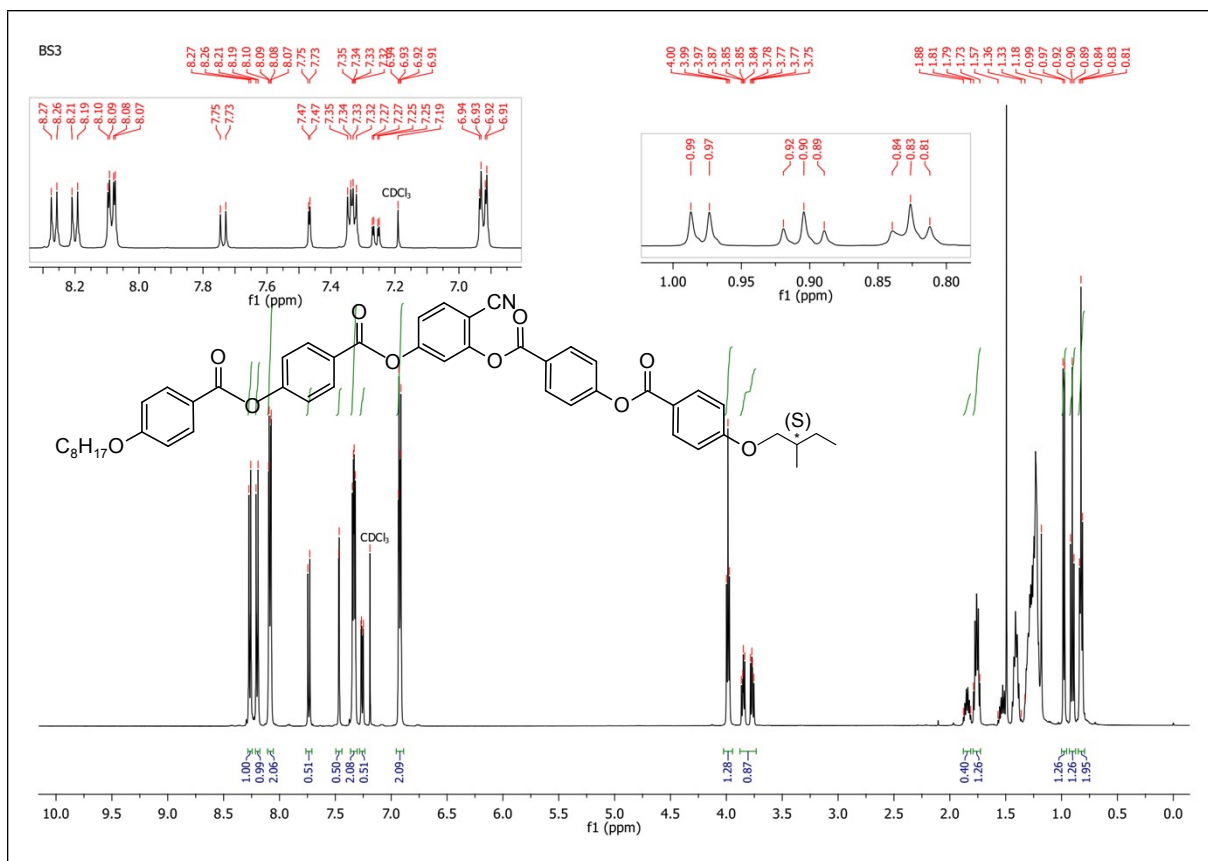 BS3
8.27 8.26 8.21 8.19 8.10 8.09 8.08 8.07 7.75 7.73 7.35 7.34 7.33 7.32 6.94 6.93 6.92 6.91
4.00 3.99 3.97 3.87 3.85 3.85 3.84 3.78 3.77 3.77 3.75
1.88 1.81 1.79 1.73 1.57 1.36 1.33 1.18 0.99 0.97 0.92 0.90 0.89 0.84 0.83 0.81
8.27 8.26 8.21 8.19 8.10 8.09 8.08 8.07 7.75 7.73 7.47 7.47 7.35 7.34 7.33 7.32 7.27 7.27 7.25 7.25 7.19 6.94 6.93 6.92 6.91
CDCl3
8.2 8.0 7.8 7.6 7.4 7.2 7.0
f1 (ppm)
0.99 0.97 0.92 0.90 0.89 0.84 0.83 0.81
1.00 0.95 0.90 0.85 0.80
f1 (ppm)
CN
O O O
O O O O
(S)
*
C8H17O O
CDCl3
1.00 0.99 2.06 0.51 0.50 2.08 0.51 2.09 1.28 0.87 0.40 1.26 1.26 1.26 1.95
10.0 9.5 9.0 8.5 8.0 7.5 7.0 6.5 6.0 5.5 5.0 4.5 4.0 3.5 3.0 2.5 2.0 1.5 1.0 0.5 0.0
f1 (ppm)